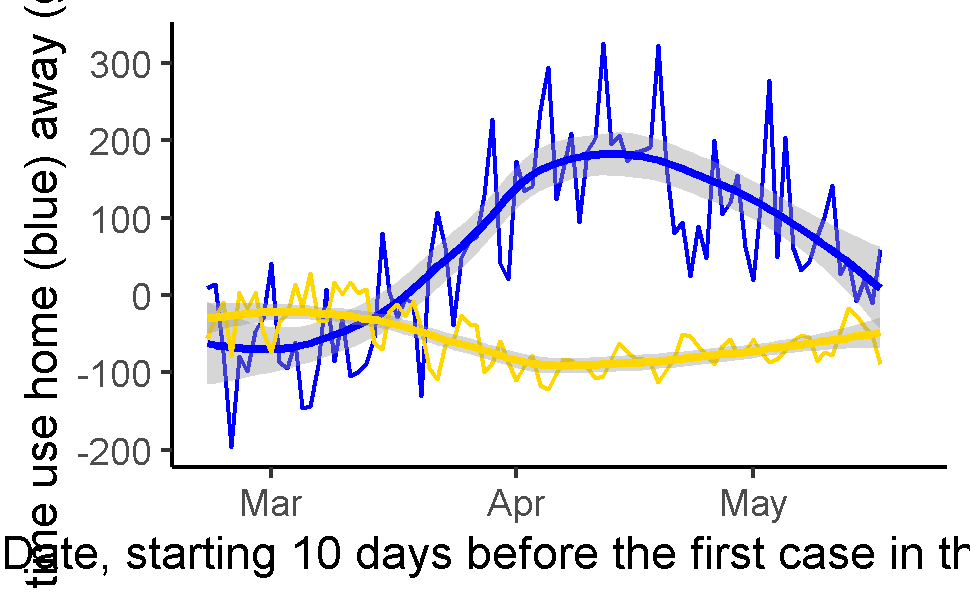 time use home (blue) away (
300
200
100
0
-100
-200
Mar Apr May
Date, starting 10 days before the first case in th